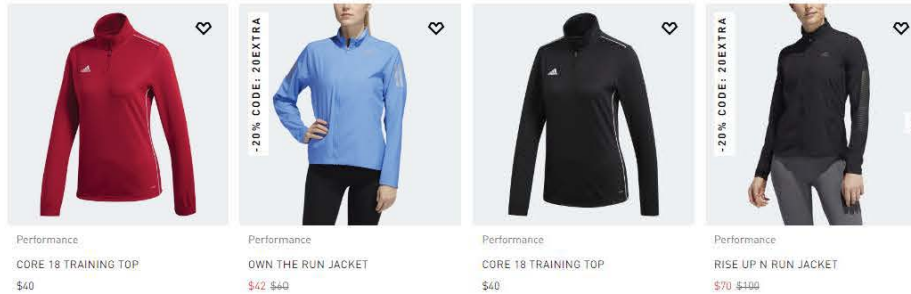 -20% CODE: 20EXTRA
-20% CODE: 20EXTRA
Performance
CORE 18 TRAINING TOP
$40
Performance
OWN THE RUN JACKET
$42 $60
Performance
CORE 18 TRAINING TOP
$40
Performance
RISE UP N RUN JACKET
$70 $100